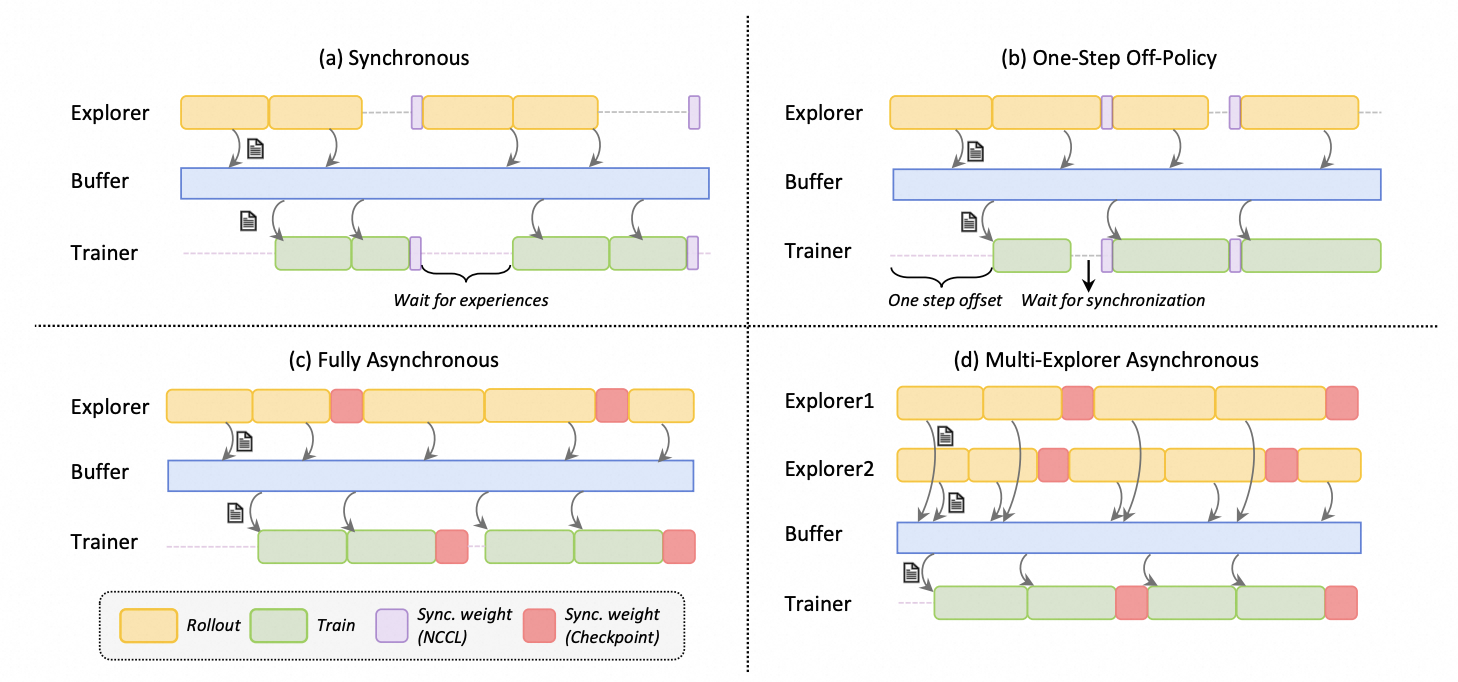 (a) Synchronous
Explorer
Buffer
Trainer
Wait for experiences
(b) One-Step Off-Policy
Explorer
Buffer
Trainer
One step offset
Wait for synchronization
(c) Fully Asynchronous
Explorer
Buffer
Trainer
Rollout
Train
Sync. weight
(NCCL)
Sync. weight
(Checkpoint)
(d) Multi-Explorer Asynchronous
Explorer1
Explorer2
Buffer
Trainer